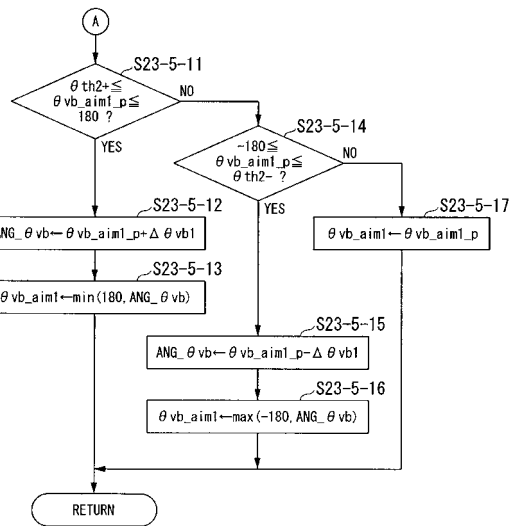 A
S23-5-11
θth2+≦
θvb_aim1_p≦
180 ?
NO
YES
S23-5-14
-180≦
θvb_aim1_p≦
θth2- ?
NO
YES
S23-5-12
ANG_θvb←θvb_aim1_p+Δθvb1
S23-5-17
θvb_aim1←θvb_aim1_p
S23-5-13
θvb_aim1←min(180, ANG_θvb)
S23-5-15
ANG_θvb←θvb_aim1_p-Δθvb1
S23-5-16
θvb_aim1←max(-180, ANG_θvb)
RETURN